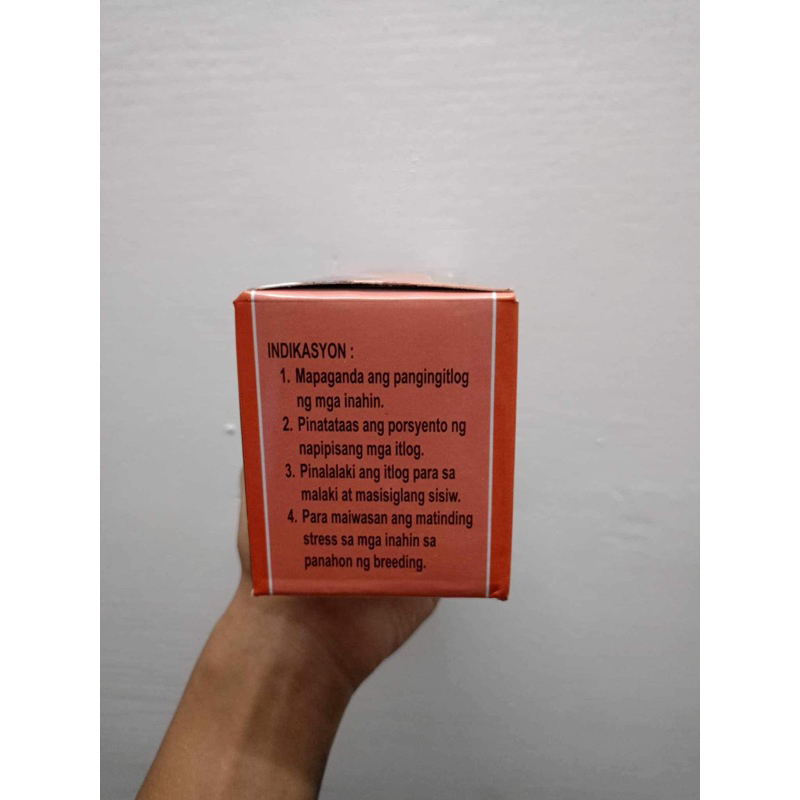 INDIKASYON :
1. Mapaganda ang pangingitlog
ng mga inahin.
2. Pinatataas ang porsyento ng
napipisang mga itlog.
3. Pinalalaki ang itlog para sa
malaki at masisiglang sisiw.
4. Para maiwasan ang matinding
stress sa mga inahin sa
panahon ng breeding.